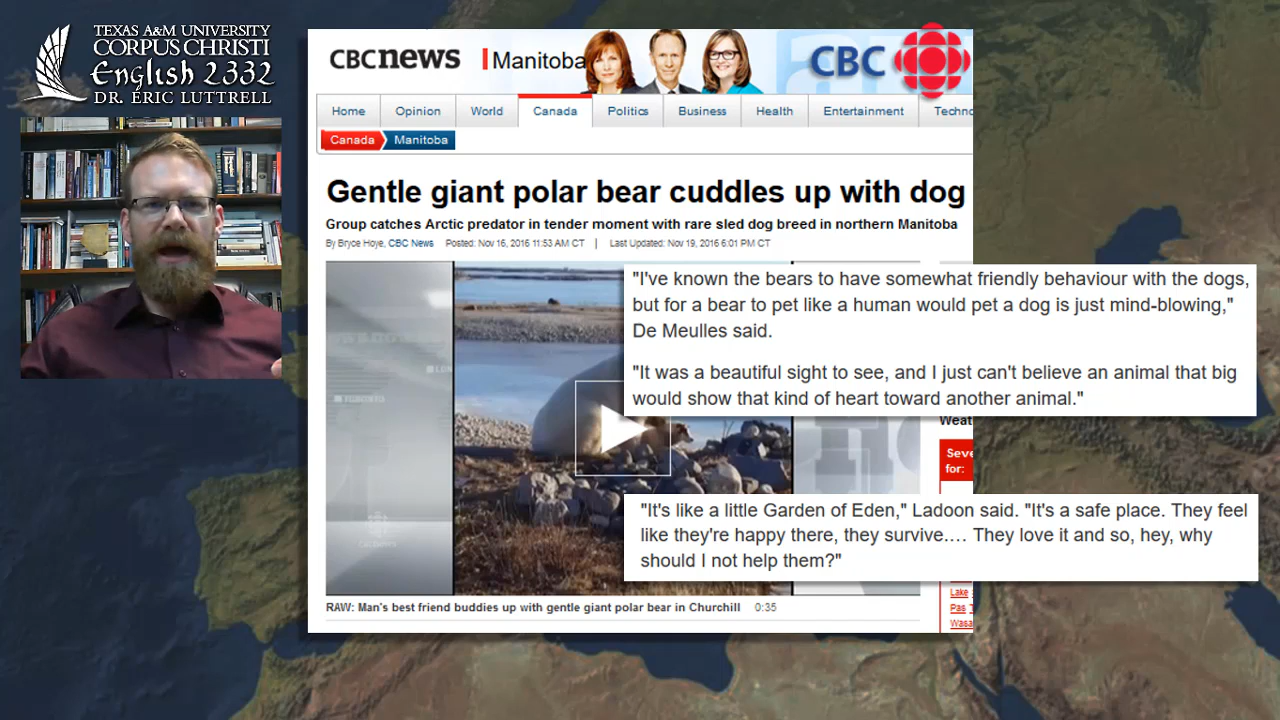 TEXAS A&M UNIVERSITY
CORPUS CHRISTI
English 2332
DR. ERIC LUTTRELL
CBCnews Manitoba
CBC
Home Opinion World Canada Politics Business Health Entertainment Techno
Canada Manitoba
Gentle giant polar bear cuddles up with dog
Group catches Arctic predator in tender moment with rare sled dog breed in northern Manitoba
By Bryce Hoye, CBC News Posted: Nov 16, 2016 11:53 AM CT | Last Updated: Nov 19, 2016 6:01 PM CT
"I've known the bears to have somewhat friendly behaviour with the dogs,
but for a bear to pet like a human would pet a dog is just mind-blowing,"
De Meulles said.
"It was a beautiful sight to see, and I just can't believe an animal that big
would show that kind of heart toward another animal."
Weat
Seve
for:
"It's like a little Garden of Eden," Ladoon said. "It's a safe place. They feel
like they're happy there, they survive.... They love it and so, hey, why
should I not help them?"
Lake
Pas T
Wasa
RAW: Man's best friend buddies up with gentle giant polar bear in Churchill 0:35